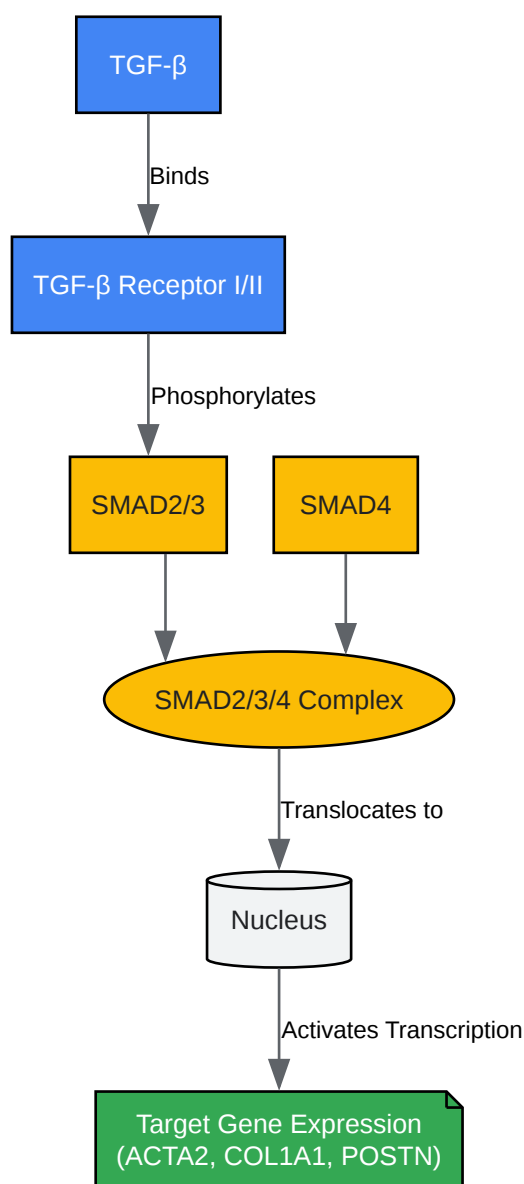 TGF-β
Binds
TGF-β Receptor I/II
Phosphorylates
SMAD2/3
SMAD4
SMAD2/3/4 Complex
Translocates to
Nucleus
Activates Transcription
Target Gene Expression
(ACTA2, COL1A1, POSTN)